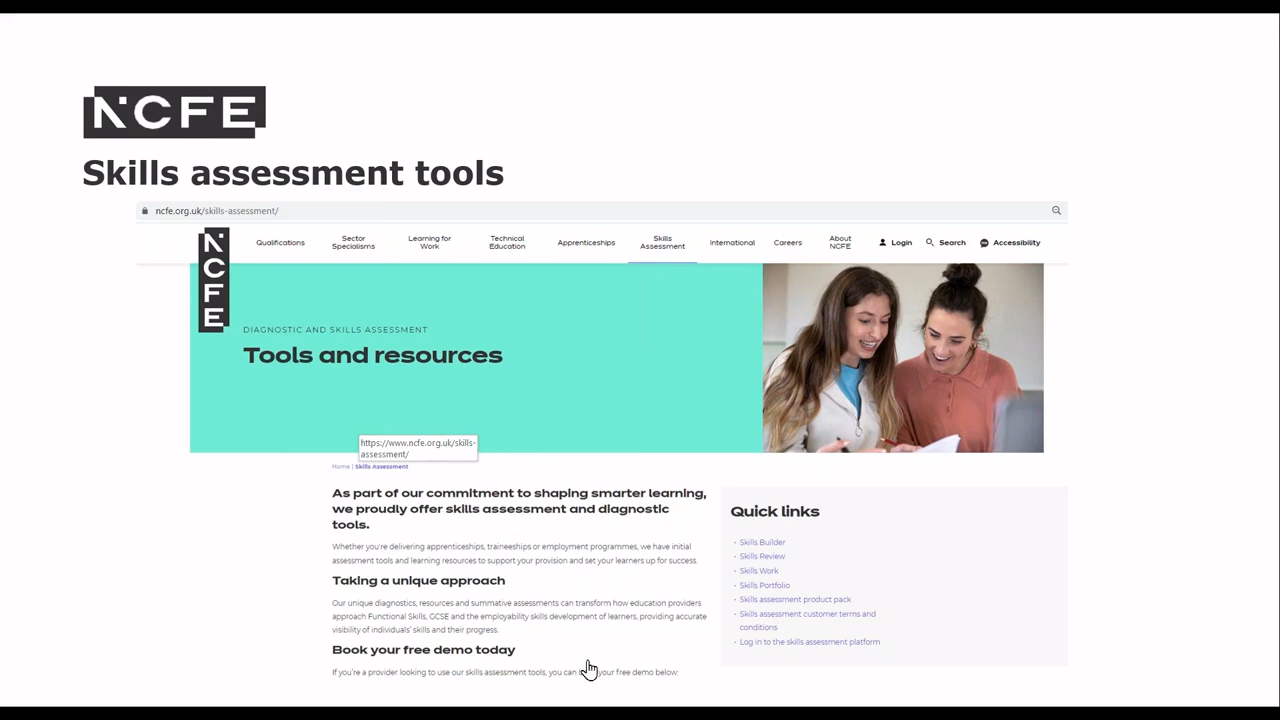 NCFE
Skills assessment tools
ncfe.org.uk/skills-assessment/
NCFE
Qualifications
Sector
Specialisms
Learning for
Work
Technical
Education
Apprenticeships
Skills
Assessment
International
Careers
About
NCFE
Login
Search
Accessibility
DIAGNOSTIC AND SKILLS ASSESSMENT
Tools and resources
https://www.ncfe.org.uk/skills-
assessment/
Home | Skills Assessment
As part of our commitment to shaping smarter learning,
we proudly offer skills assessment and diagnostic
tools.
Whether you're delivering apprenticeships, traineeships or employment programmes, we have initial
assessment tools and learning resources to support your provision and set your learners up for success.
Taking a unique approach
Our unique diagnostics, resources and summative assessments can transform how education providers
approach Functional Skills, GCSE and the employability skills development of learners, providing accurate
visibility of individuals' skills and their progress.
Book your free demo today
If you're a provider looking to use our skills assessment tools, you can your free demo below:
Quick links
Skills Builder
Skills Review
Skills Work
Skills Portfolio
Skills assessment product pack
Skills assessment customer terms and
conditions
Log in to the skills assessment platform